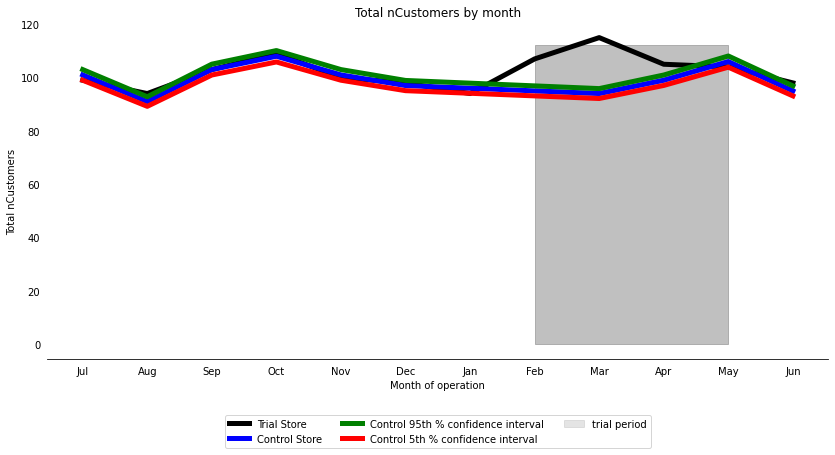 Total nCustomers by month
Total nCustomers
120
100
80
60
40
20
0
Jul Aug Sep Oct Nov Dec Jan Feb Mar Apr May Jun
Month of operation
Trial Store Control 95th % confidence interval trial period
Control Store Control 5th % confidence interval